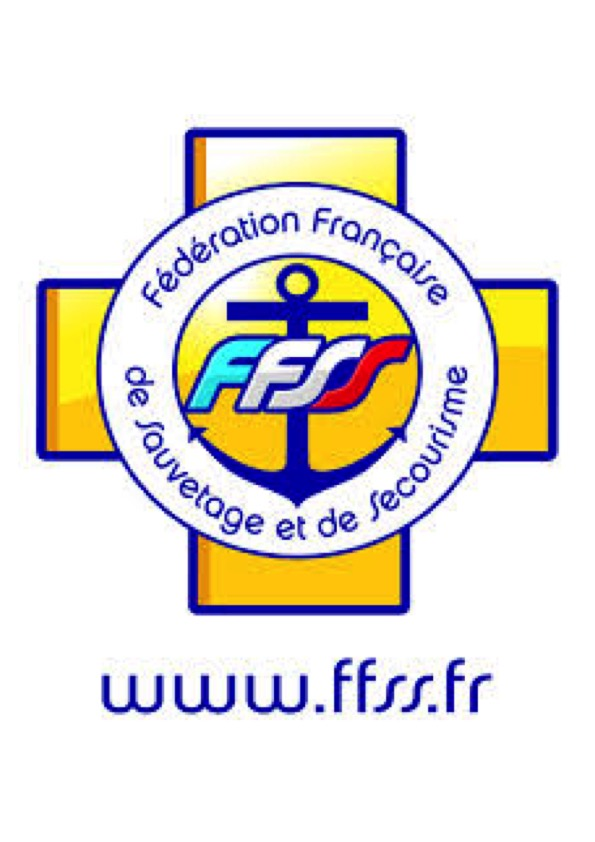 Fédération Française
de Sauvetage et de Secourisme
FFSS
www.ffss.fr